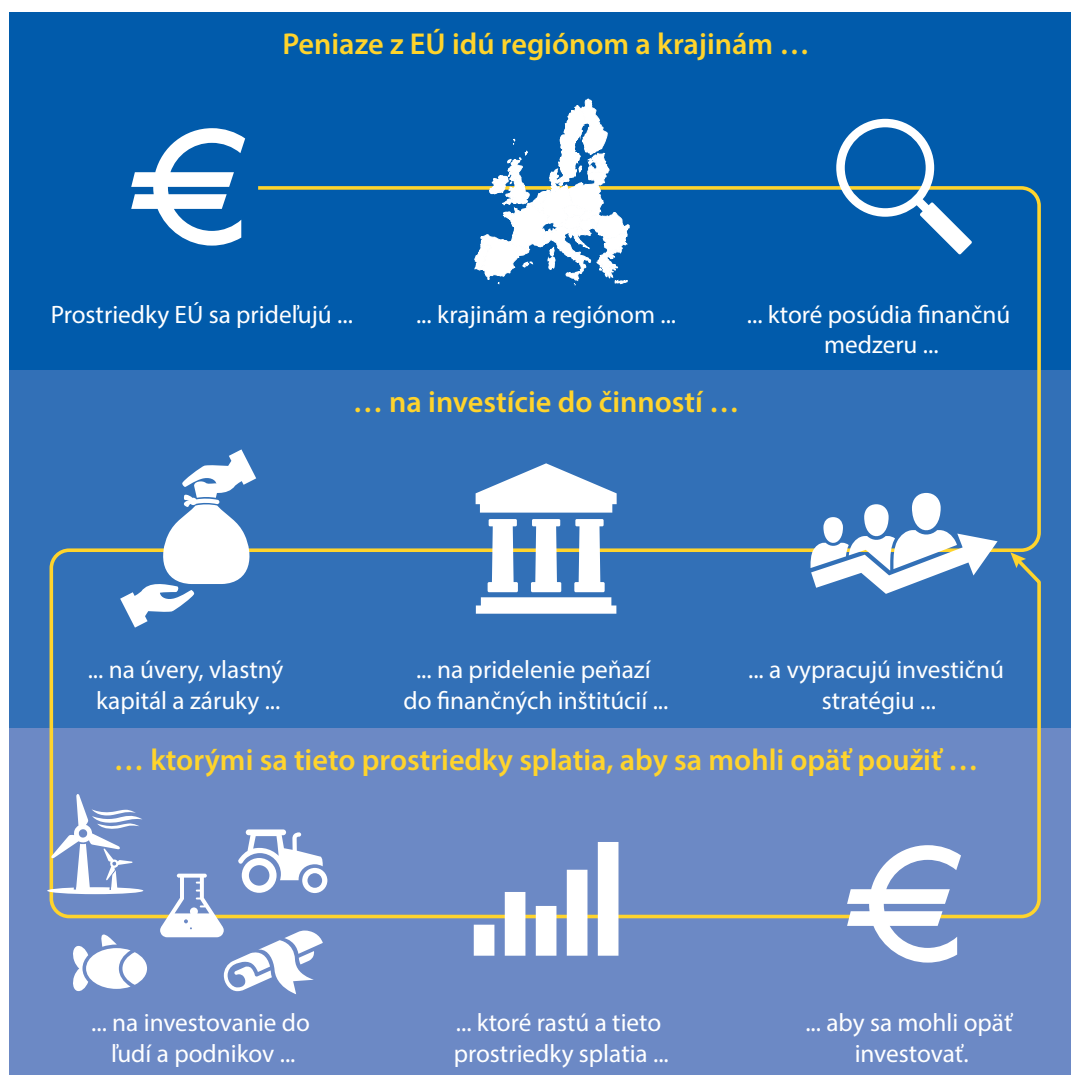 Peniaze z EÚ idú regiónom a krajinám …
Prostriedky EÚ sa prideľujú ...
... krajinám a regiónom ...
... ktoré posúdia finančnú
medzeru ...
… na investície do činností …
... na úvery, vlastný
kapitál a záruky ...
... na pridelenie peňazí
do finančných inštitúcií ...
... a vypracujú investičnú
stratégiu ...
… ktorými sa tieto prostriedky splatia, aby sa mohli opäť použiť …
... na investovanie do
ľudí a podnikov ...
... ktoré rastú a tieto
prostriedky splatia ...
... aby sa mohli opäť
investovať.